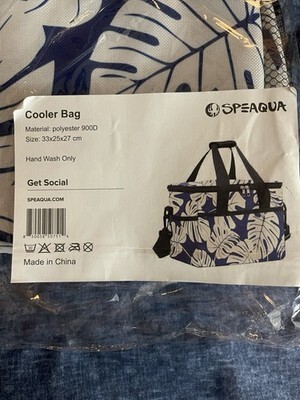 Cooler Bag
SPEAQUA
Material: polyester 900D
Size: 33x25x27 cm
Hand Wash Only
Get Social
SPEAQUA.COM
Made in China